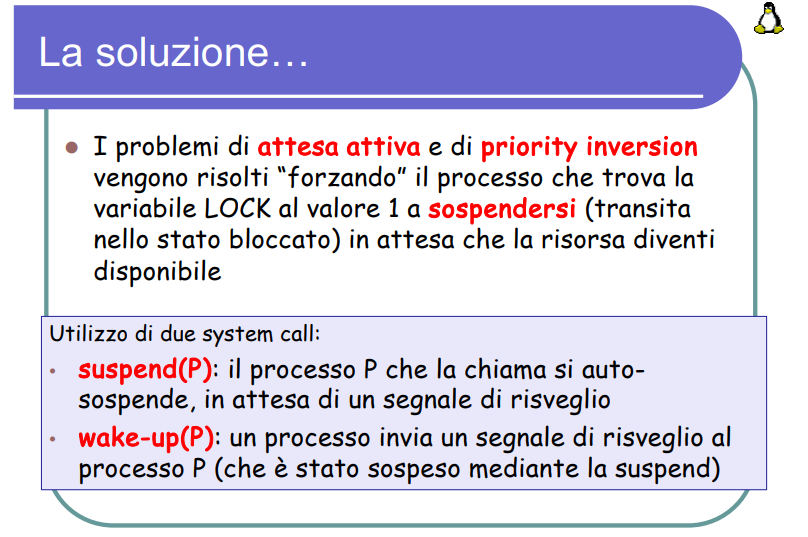 La soluzione…
I problemi di attesa attiva e di priority inversion
vengono risolti “forzando” il processo che trova la
variabile LOCK al valore 1 a sospendersi (transita
nello stato bloccato) in attesa che la risorsa diventi
disponibile
Utilizzo di due system call:
suspend(P): il processo P che la chiama si auto-
sospende, in attesa di un segnale di risveglio
wake-up(P): un processo invia un segnale di risveglio al
processo P (che è stato sospeso mediante la suspend)